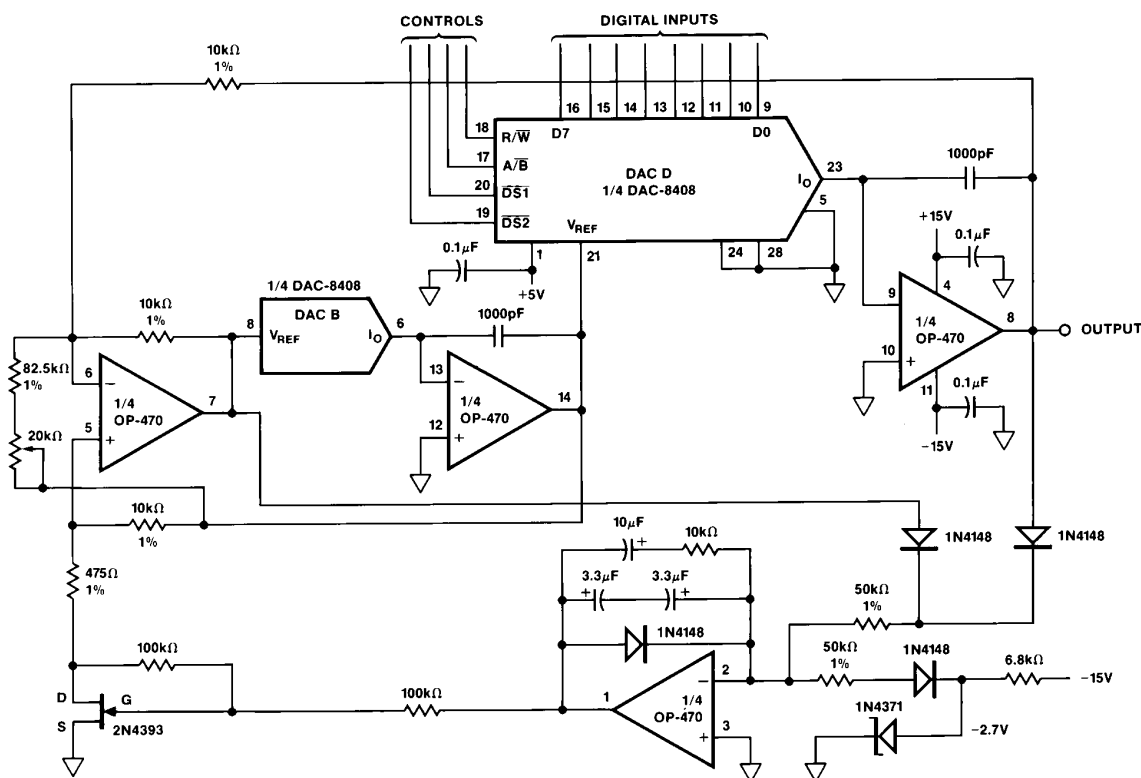 CONTROLS
DIGITAL INPUTS
10kΩ
1%
16 15 14 13 12 11 10 9
18
R/W̅
D7
D0
17
A/B̅
DAC D
1/4 DAC-8408
IO
23
1000pF
20
D̅S̅1̅
5
19
D̅S̅2̅
VREF
+15V
0.1μF
1
21
24
28
0.1μF
+5V
4
1/4 DAC-8408
DAC B
9
−
1/4
OP-470
8
OUTPUT
10kΩ
1%
8
VREF
IO
6
1000pF
10
+
11
0.1μF
82.5kΩ
1%
6
−
1/4
OP-470
7
13
−
1/4
OP-470
14
−15V
5
+
12
+
20kΩ
10kΩ
1%
10μF
+
10kΩ
1N4148
1N4148
475Ω
1%
3.3μF
+
3.3μF
+
50kΩ
1%
1N4148
50kΩ
1%
1N4148
6.8kΩ
−15V
100kΩ
100kΩ
1
2
−
1/4
OP-470
3
+
1N4371
−2.7V
D
G
S
2N4393